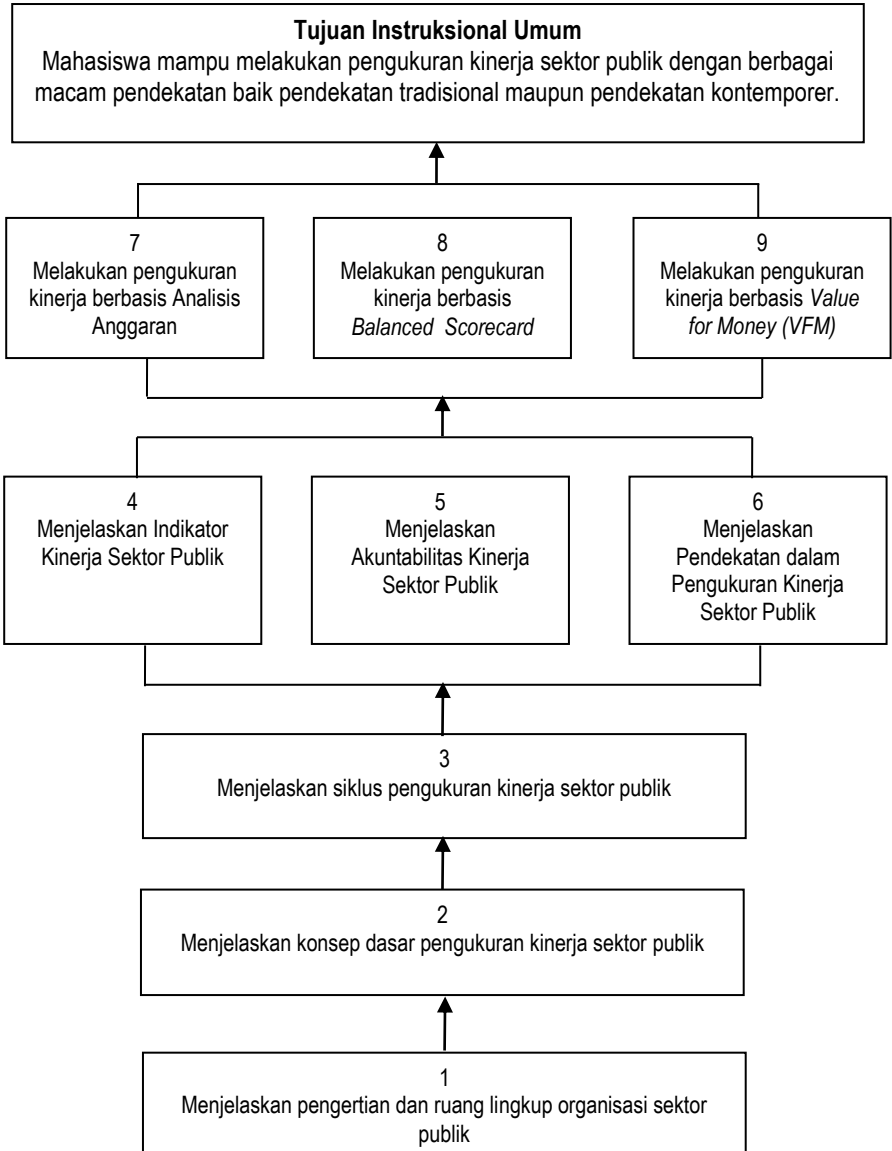 Tujuan Instruksional Umum
Mahasiswa mampu melakukan pengukuran kinerja sektor publik dengan berbagai
macam pendekatan baik pendekatan tradisional maupun pendekatan kontemporer.
7
Melakukan pengukuran
kinerja berbasis Analisis
Anggaran
8
Melakukan pengukuran
kinerja berbasis
Balanced Scorecard
9
Melakukan pengukuran
kinerja berbasis Value
for Money (VFM)
4
Menjelaskan Indikator
Kinerja Sektor Publik
5
Menjelaskan
Akuntabilitas Kinerja
Sektor Publik
6
Menjelaskan
Pendekatan dalam
Pengukuran Kinerja
Sektor Publik
3
Menjelaskan siklus pengukuran kinerja sektor publik
2
Menjelaskan konsep dasar pengukuran kinerja sektor publik
1
Menjelaskan pengertian dan ruang lingkup organisasi sektor
publik